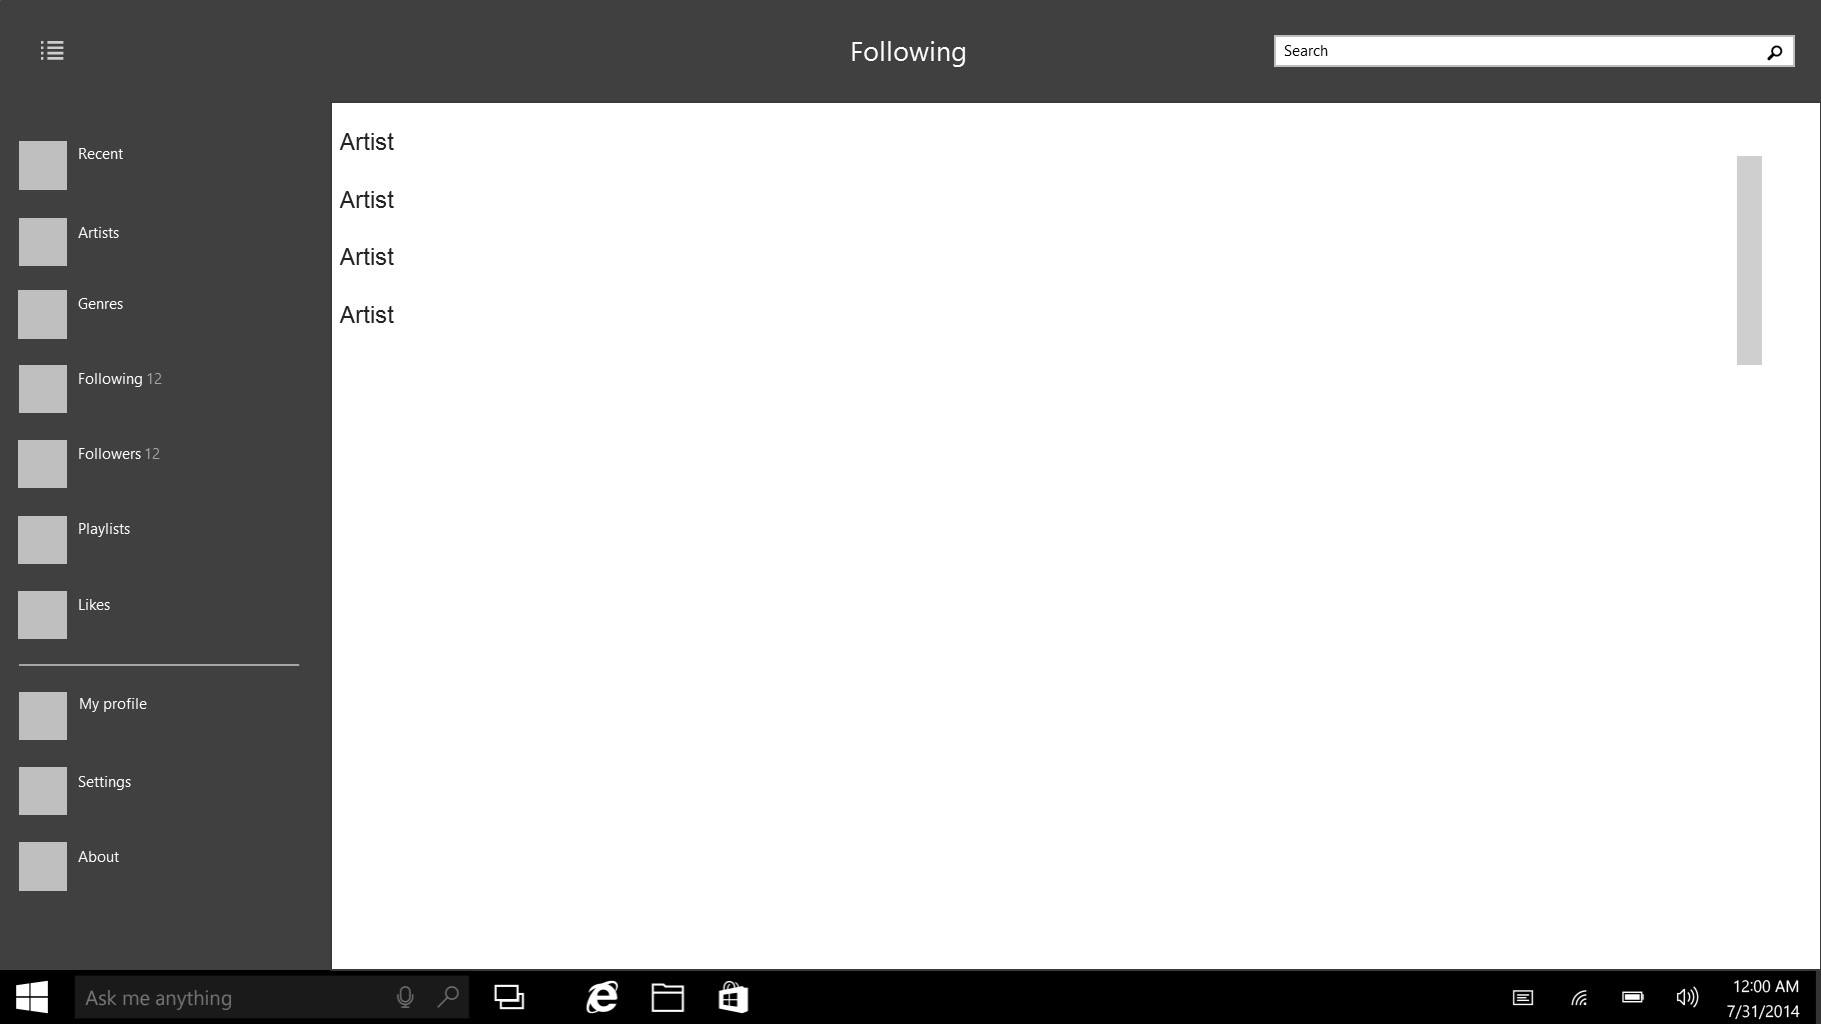 Following
Search
Recent
Artists
Genres
Following 12
Followers 12
Playlists
Likes
My profile
Settings
About
Artist
Artist
Artist
Artist
Ask me anything
12:00 AM
7/31/2014